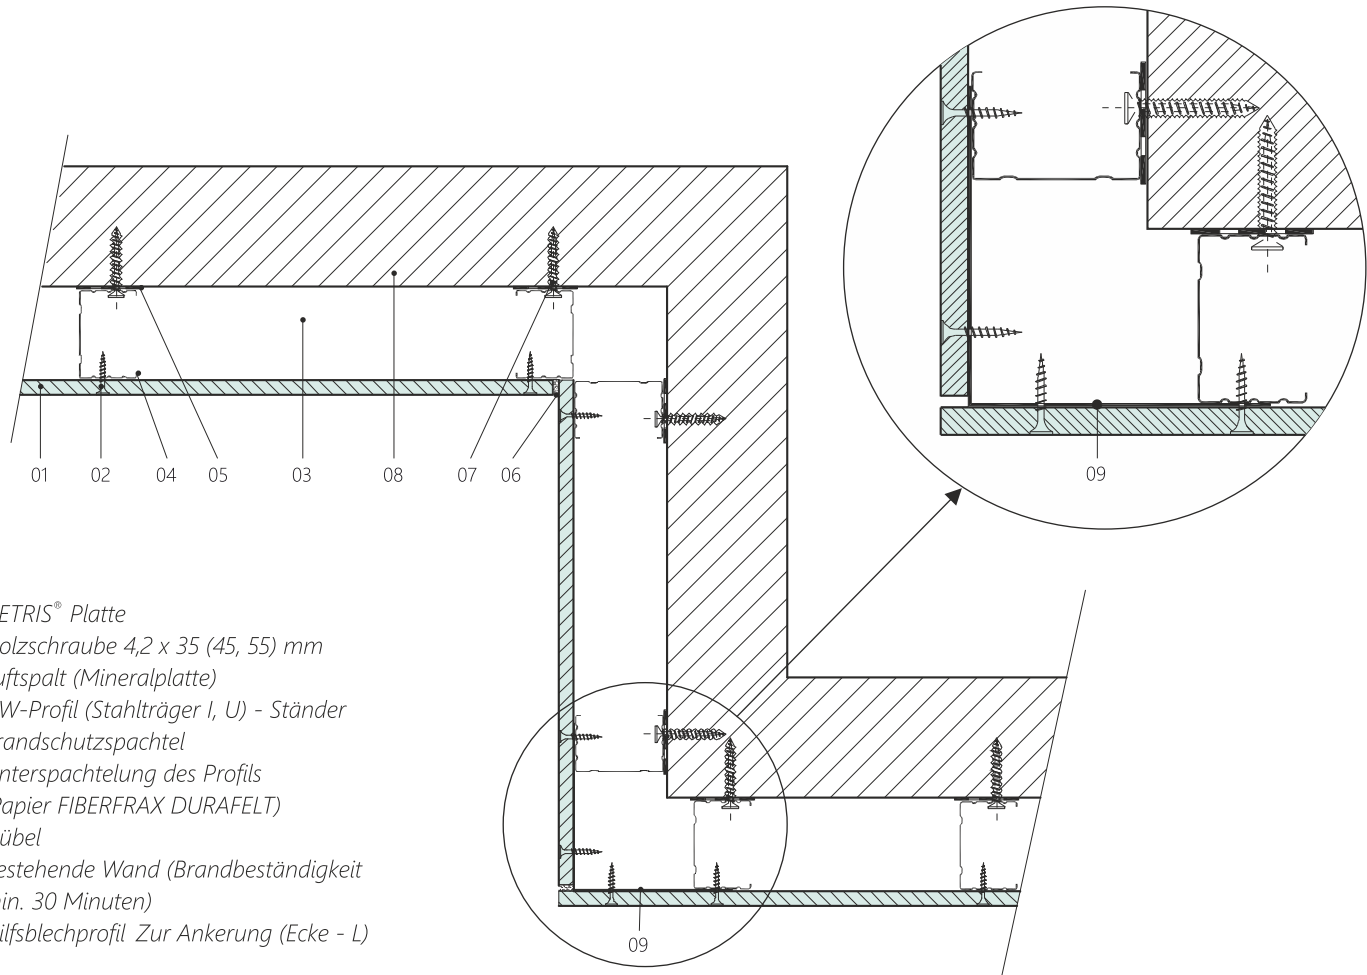 01 02 04 05 03 08 07 06
09
ETRIS® Platte
olzschraube 4,2 x 35 (45, 55) mm
uftspalt (Mineralplatte)
W-Profil (Stahlträger I, U) - Ständer
randschutzspachtel
nterspachtelung des Profils
Papier FIBERFRAX DURAFELT)
übel
estehende Wand (Brandbeständigkeit
in. 30 Minuten)
ilfsblechprofil Zur Ankerung (Ecke - L)
09